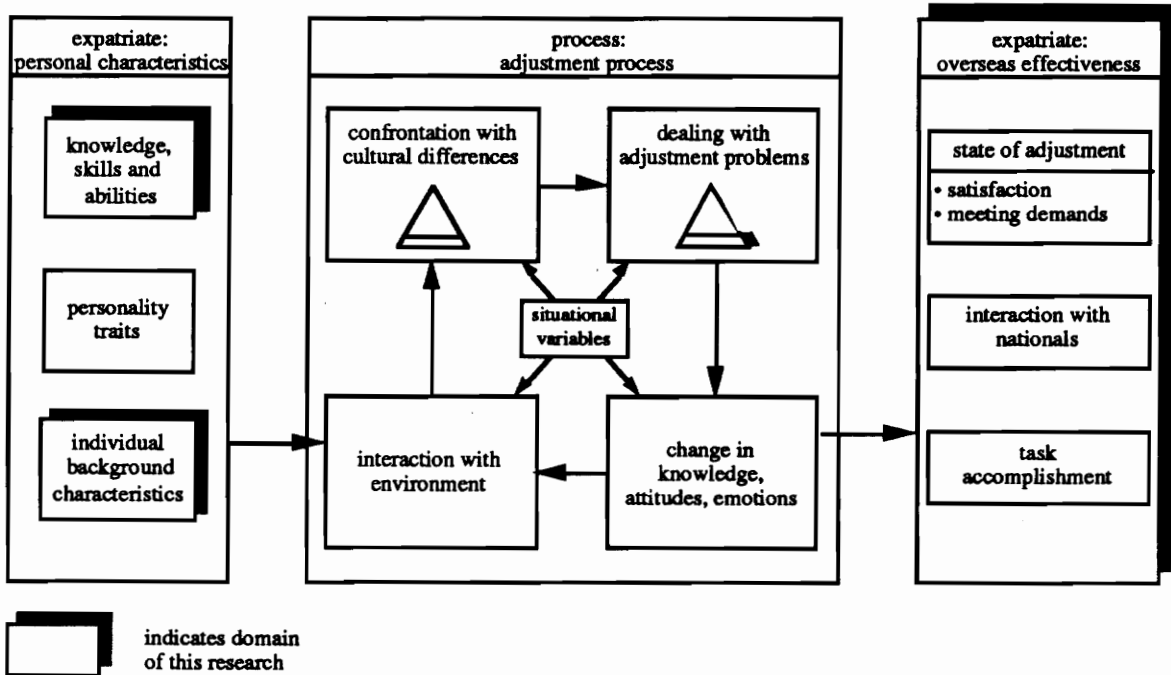 expatriate:
personal characteristics
knowledge,
skills and
abilities
personality
traits
individual
background
characteristics
process:
adjustment process
confrontation with
cultural differences
dealing with
adjustment problems
situational
variables
interaction with
environment
change in
knowledge,
attitudes, emotions
expatriate:
overseas effectiveness
state of adjustment
• satisfaction
• meeting demands
interaction with
nationals
task
accomplishment
indicates domain
of this research